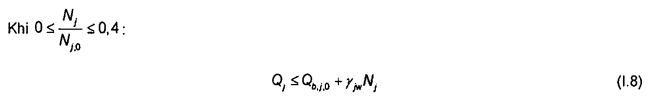 Khi 0 ≤ N_j / N_{j,0} ≤ 0,4:
Q_j ≤ Q_{b,j,0} + γ_{jw} N_j (I.8)